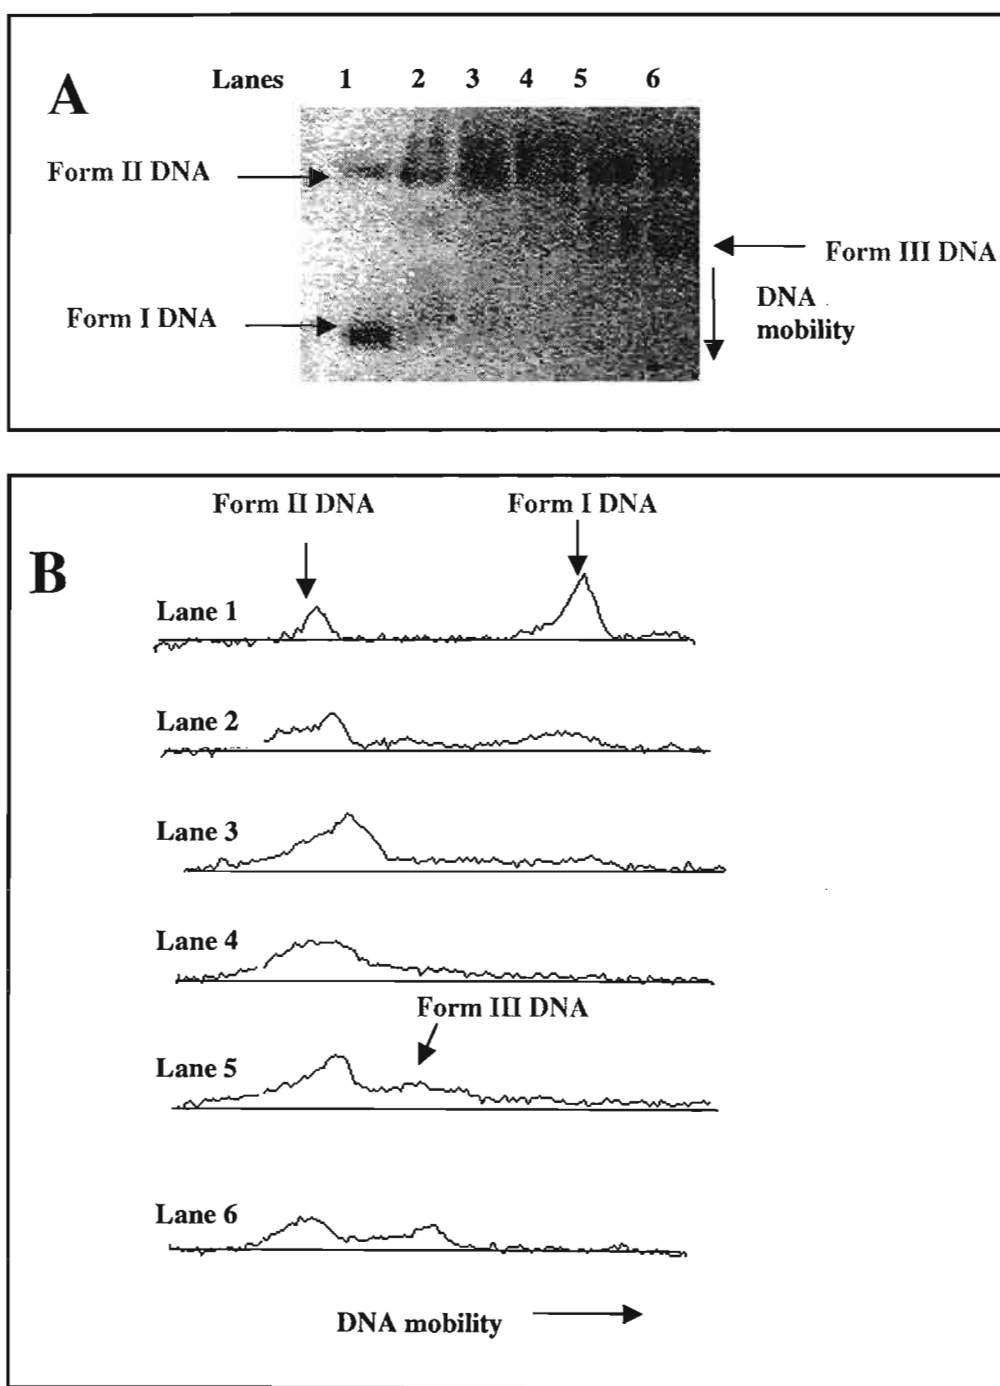 A
Lanes 1 2 3 4 5 6
Form II DNA
Form III DNA
Form I DNA
DNA
mobility
B
Form II DNA Form I DNA
Lane 1
Lane 2
Lane 3
Lane 4
Form III DNA
Lane 5
Lane 6
DNA mobility